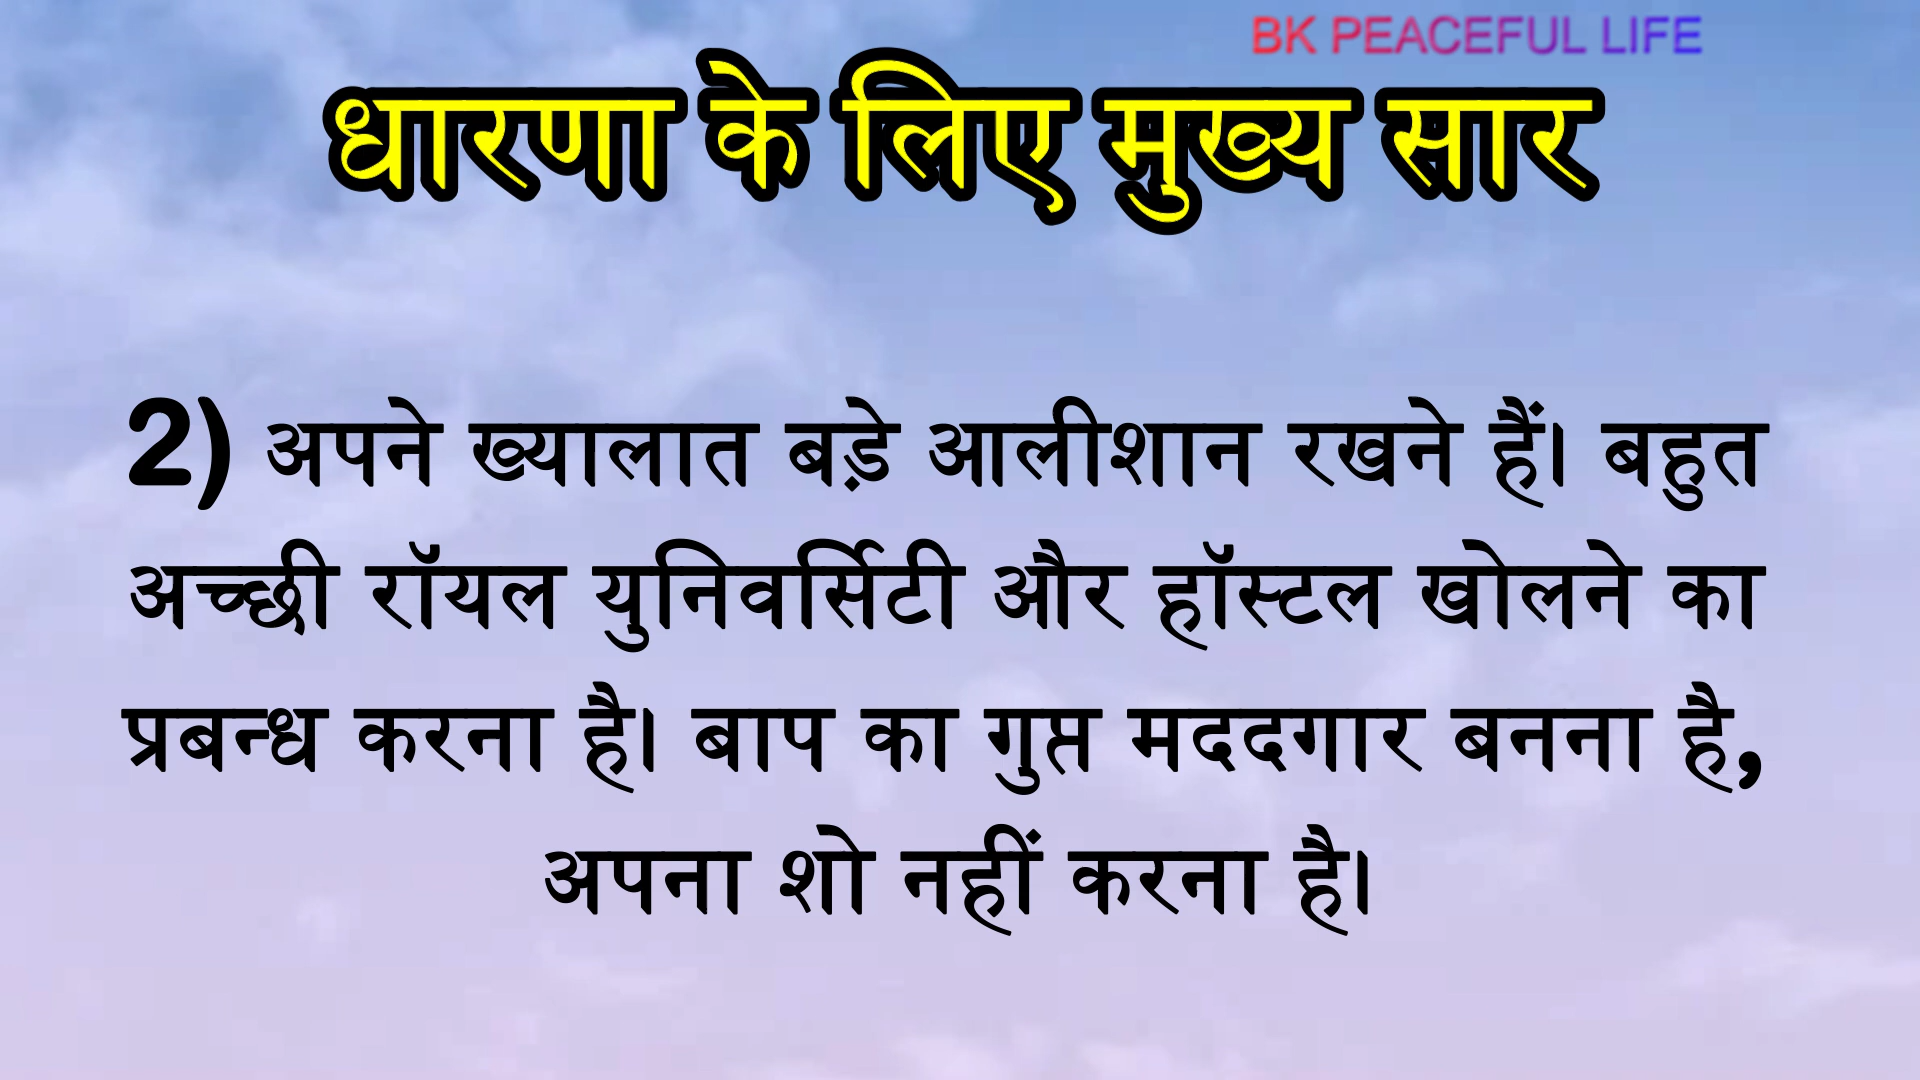 BK PEACEFUL LIFE
धारणा के लिए मुख्य सार
2) अपने ख्यालात बड़े आलीशान रखने हैं। बहुत
अच्छी रॉयल युनिवर्सिटी और हॉस्टल खोलने का
प्रबन्ध करना है। बाप का गुप्त मददगार बनना है,
अपना शो नहीं करना है।